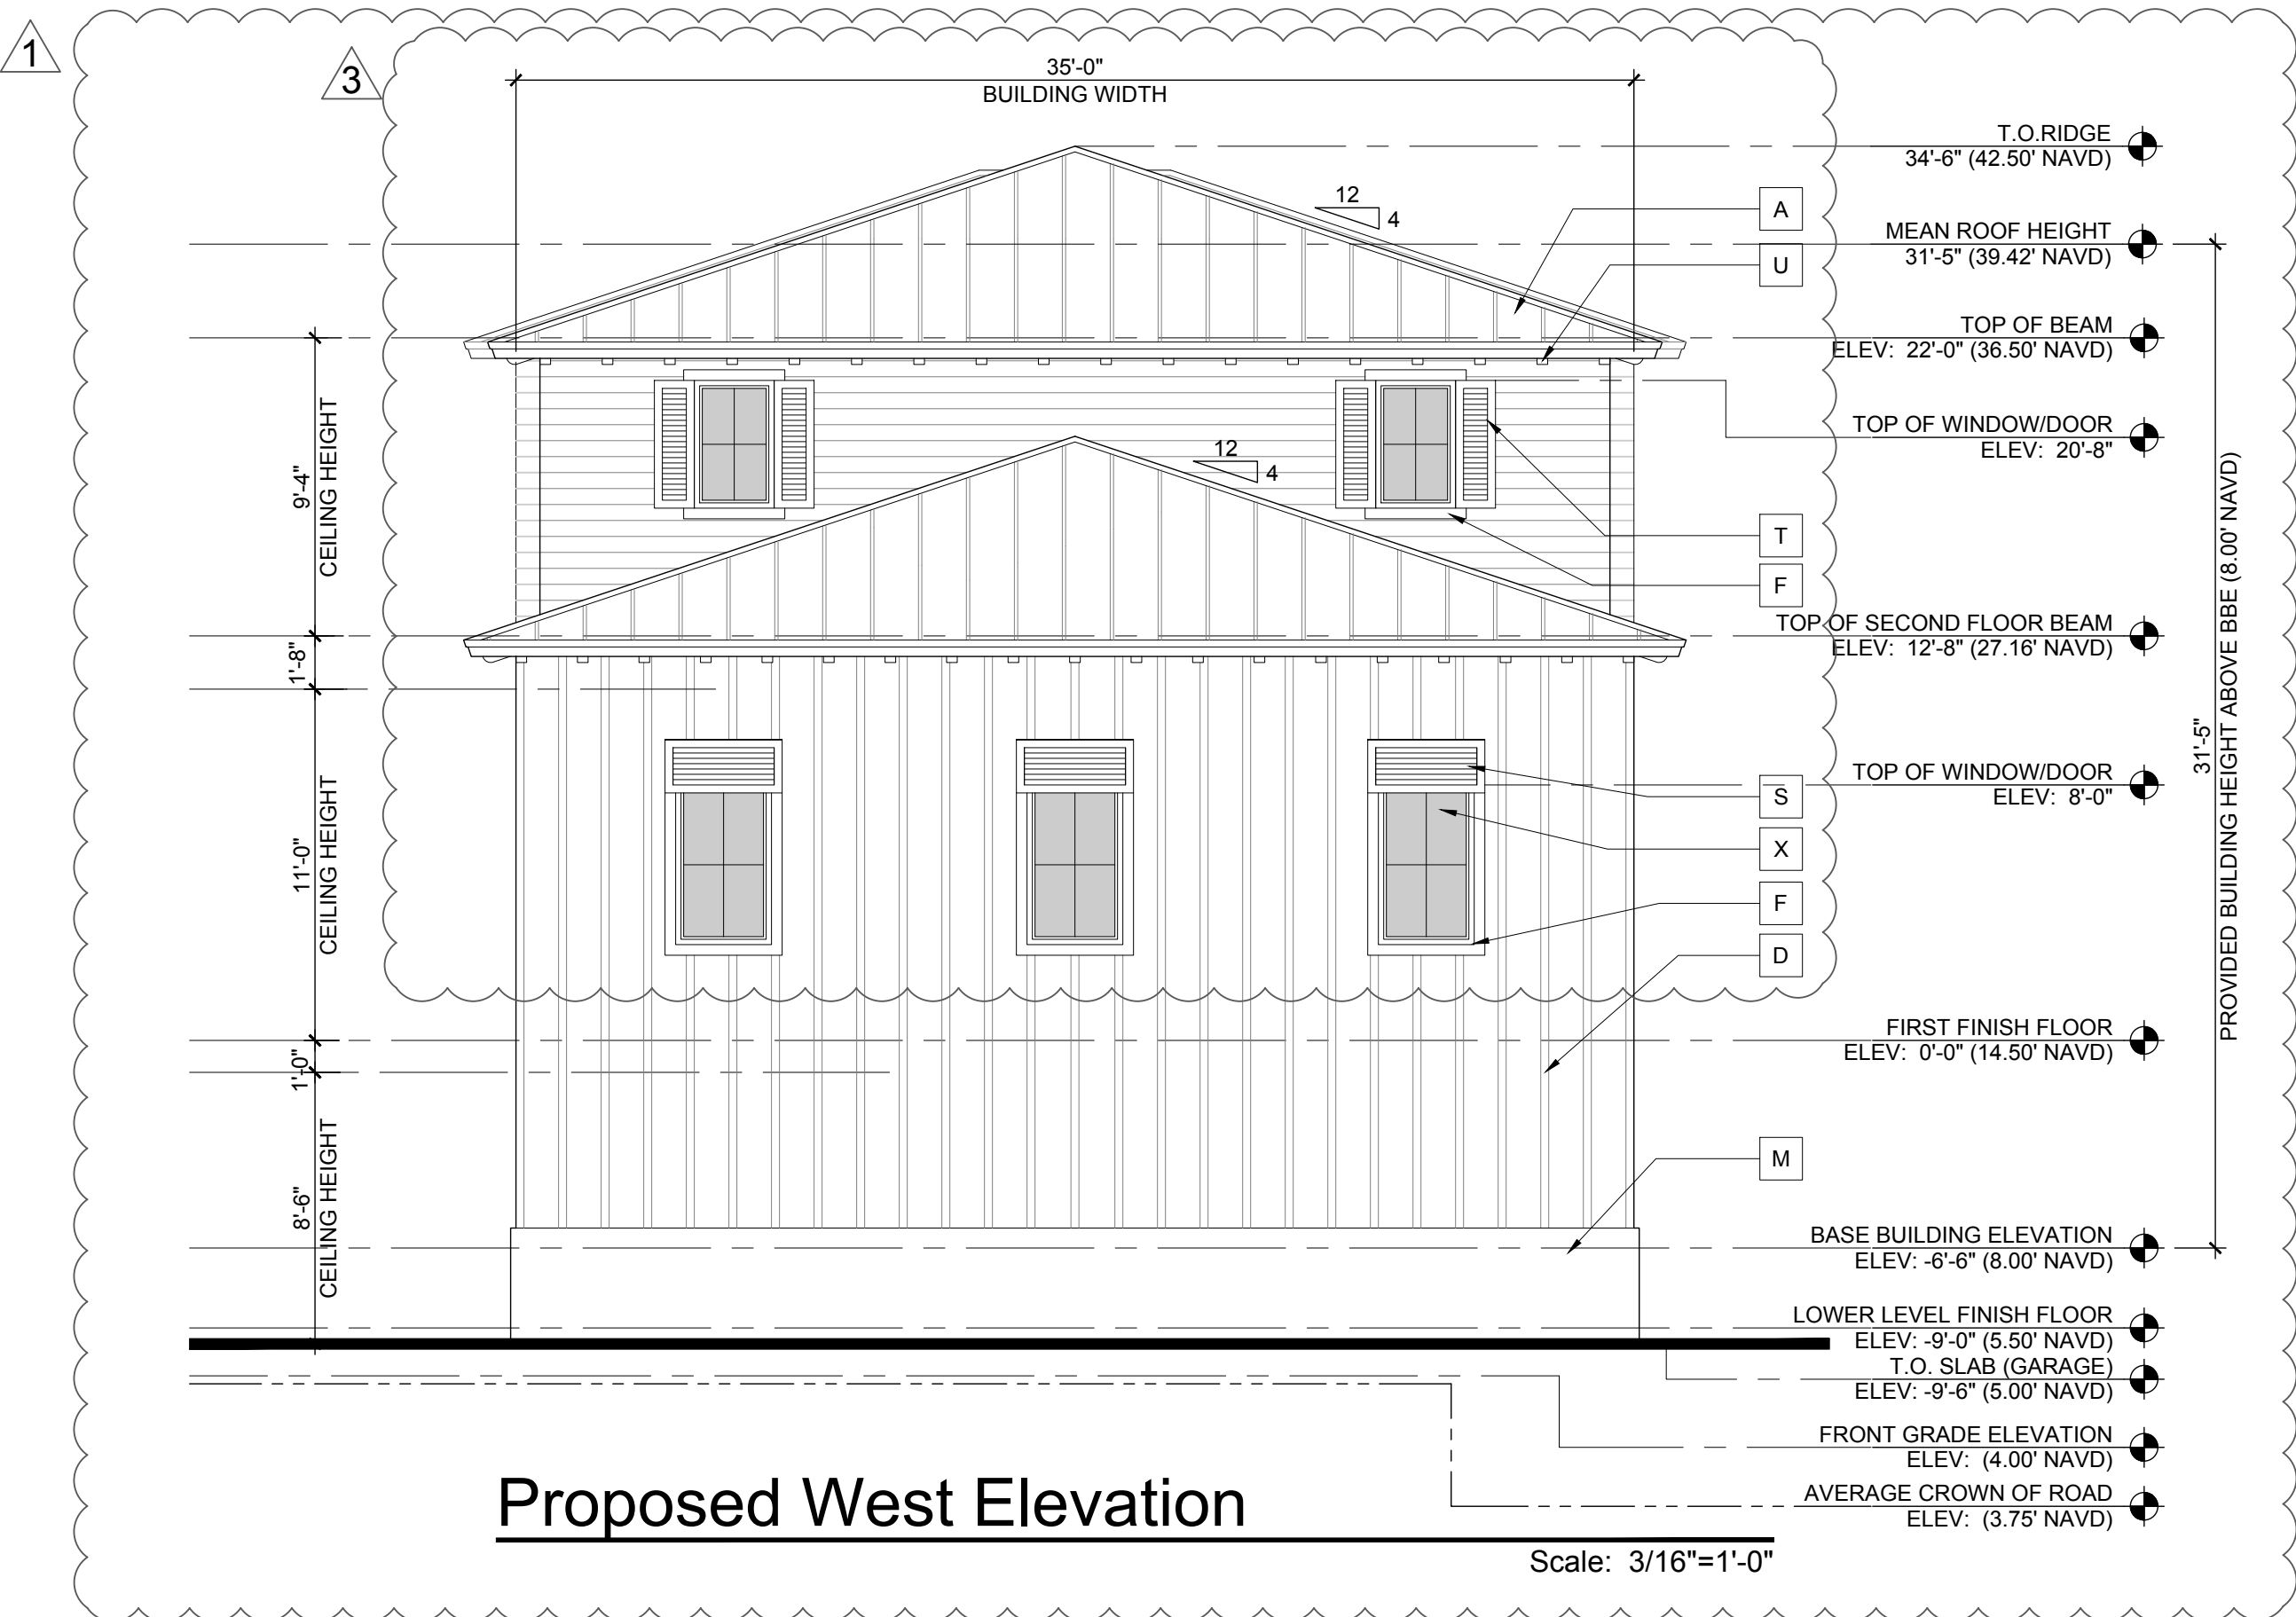 1
3
35'-0"
BUILDING WIDTH
T.O.RIDGE
34'-6" (42.50' NAVD)
12
4
A
MEAN ROOF HEIGHT
31'-5" (39.42' NAVD)
U
TOP OF BEAM
ELEV:  22'-0" (36.50' NAVD)
TOP OF WINDOW/DOOR
ELEV:  20'-8"
12
4
9'-4"
CEILING HEIGHT
T
F
TOP OF SECOND FLOOR BEAM
ELEV:  12'-8" (27.16' NAVD)
1'-8"
31'-5"
PROVIDED BUILDING HEIGHT ABOVE BBE (8.00' NAVD)
TOP OF WINDOW/DOOR
ELEV:  8'-0"
S
X
F
D
11'-0"
CEILING HEIGHT
FIRST FINISH FLOOR
ELEV:  0'-0" (14.50' NAVD)
1'-0"
M
8'-6"
CEILING HEIGHT
BASE BUILDING ELEVATION
ELEV: -6'-6" (8.00' NAVD)
LOWER LEVEL FINISH FLOOR
ELEV: -9'-0" (5.50' NAVD)
T.O. SLAB (GARAGE)
ELEV: -9'-6" (5.00' NAVD)
FRONT GRADE ELEVATION
ELEV:  (4.00' NAVD)
AVERAGE CROWN OF ROAD
ELEV:  (3.75' NAVD)
Proposed West Elevation
Scale:  3/16"=1'-0"